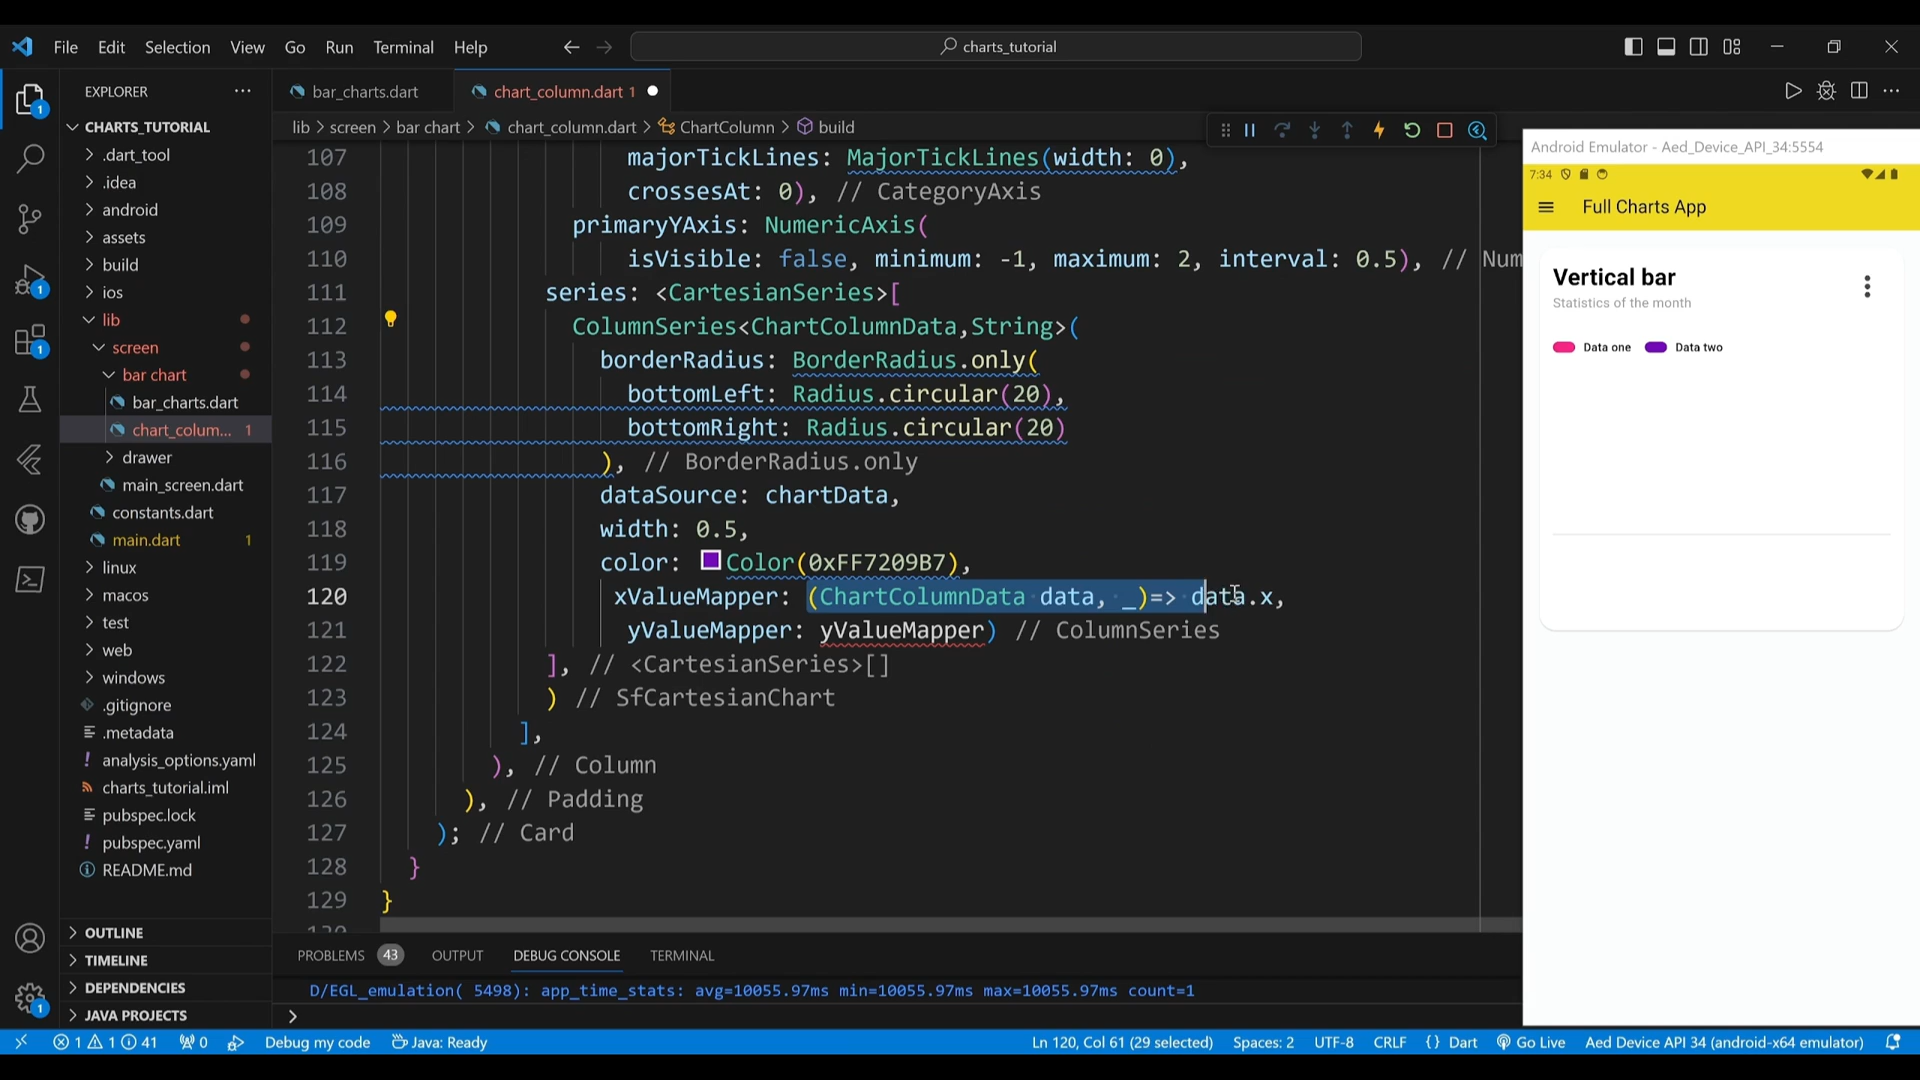 File Edit Selection View Go Run Terminal Help
charts_tutorial
EXPLORER
CHARTS_TUTORIAL
.dart_tool
.idea
android
assets
build
ios
lib
screen
bar chart
bar_charts.dart
chart_colum... 1
drawer
main_screen.dart
constants.dart
main.dart 1
linux
macos
test
web
windows
.gitignore
.metadata
analysis_options.yaml
charts_tutorial.iml
pubspec.lock
pubspec.yaml
README.md
OUTLINE
TIMELINE
DEPENDENCIES
JAVA PROJECTS
bar_charts.dart chart_column.dart 1
lib > screen > bar chart > chart_column.dart > ChartColumn > build
107 majorTickLines: MajorTickLines(width: 0),
108 crossesAt: 0), // CategoryAxis
109 primaryYAxis: NumericAxis(
110 isVisible: false, minimum: -1, maximum: 2, interval: 0.5), // Num
111 series: <CartesianSeries>[
112 ColumnSeries<ChartColumnData,String>(
113 borderRadius: BorderRadius.only(
114 bottomLeft: Radius.circular(20),
115 bottomRight: Radius.circular(20)
116 ), // BorderRadius.only
117 dataSource: chartData,
118 width: 0.5,
119 color: Color(0xFF7209B7),
120 xValueMapper: (ChartColumnData data, _)=> data.x,
121 yValueMapper: yValueMapper) // ColumnSeries
122 ], // <CartesianSeries>[]
123 ) // SfCartesianChart
124 ],
125 ), // Column
126 ), // Padding
127 ); // Card
128 }
129 }
130
PROBLEMS 43 OUTPUT DEBUG CONSOLE TERMINAL
D/EGL_emulation( 5498): app_time_stats: avg=10055.97ms min=10055.97ms max=10055.97ms count=1
>
Android Emulator - Aed_Device_API_34:5554
7:34
Full Charts App
Vertical bar
Statistics of the month
Data one Data two
1 1 41 0 Debug my code Java: Ready Ln 120, Col 61 (29 selected) Spaces: 2 UTF-8 CRLF {} Dart Go Live Aed Device API 34 (android-x64 emulator)